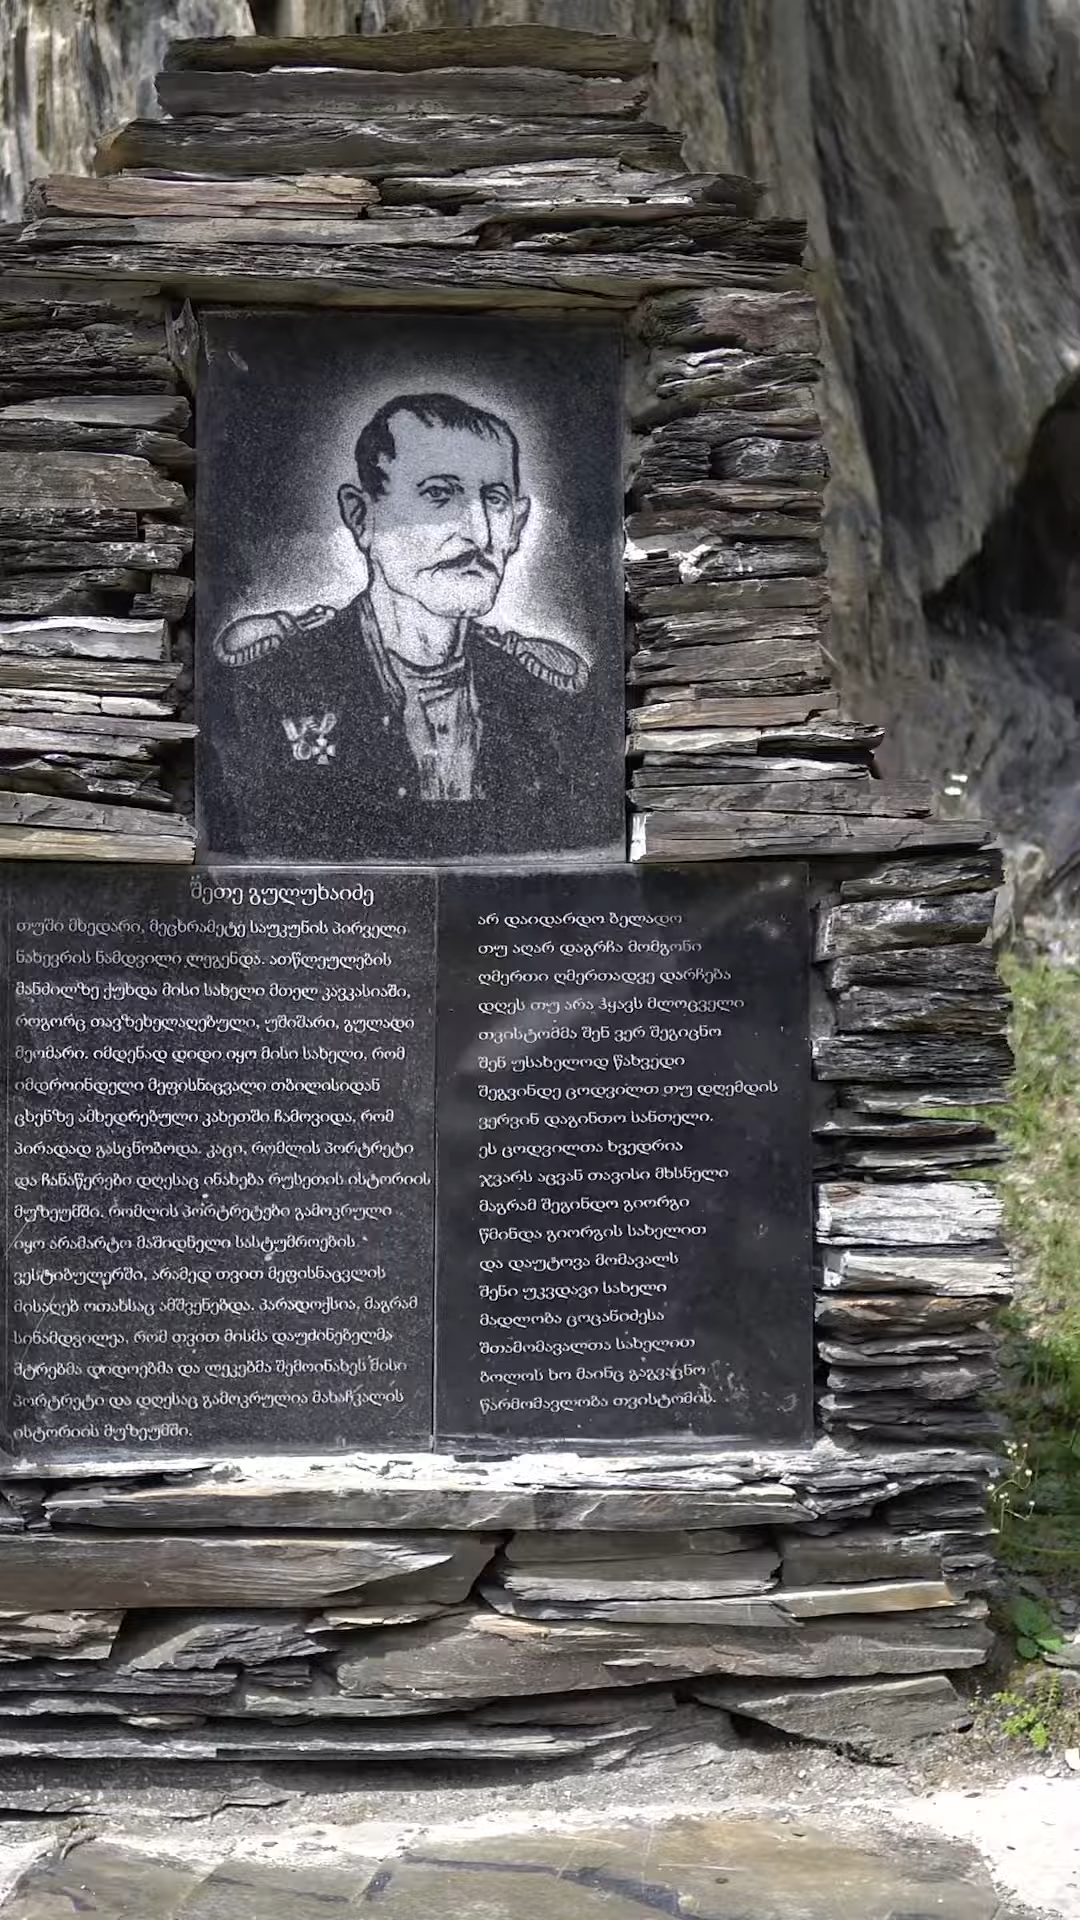 შეთე გულუხაიძე
თუში მხედარი, მეცხრამეტე საუკუნის პირველი
ნახევრის ნამდვილი ლეგენდა. ათწლეულების
მანძილზე ქუხდა მისი სახელი მთელ კავკასიაში,
როგორც თავზეხელაღებული, უშიშარი, გულადი
მეომარი. იმდენად დიდი იყო მისი სახელი, რომ
იმდროინდელი მეფისნაცვალი თბილისიდან
ცხენზე ამხედრებული კახეთში ჩამოვიდა, რომ
პირადად გასცნობოდა. კაცი, რომლის პორტრეტი
და ჩანაწერები დღესაც ინახება რუსეთის ისტორიის
მუზეუმში. რომლის პორტრეტები გამოკრული
იყო არამარტო მაშიდნელი სასტუმროების
ვესტიბულერში, არამედ თვით მეფისნაცვლის
მისაღებ ოთახსაც ამშვენებდა. პარადოქსია, მაგრამ
სინამდვილეა, რომ თვით მისმა დაუძინებელმა
მტრებმა დიდოებმა და ლეკებმა შემოინახეს მისი
პორტრეტი და დღესაც გამოკრულია მახაჩკალის
ისტორიის მუზეუმში.
არ დაიდარდო ბელადო
თუ აღარ დაგრჩა მომგონი
ღმერთი ღმერთადვე დარჩება
დღეს თუ არა ჰყავს მლოცველი
თვისტომმა შენ ვერ შეგიცნო
შენ უსახელოდ წახვედი
შეგვინდე ცოდვილთ თუ დღემდის
ვერვინ დაგინთო სანთელი.
ეს ცოდვილთა ხვედრია
ჯვარს აცვან თავისი მხსნელი
მაგრამ შეგინდო გიორგი
წმინდა გიორგის სახელით
და დაუტოვა მომავალს
შენი უკვდავი სახელი
მადლობა ცოცანიძესა
შთამომავალთა სახელით
ბოლოს ხო მაინც გაგვაცნო
წარმომავლობა თვისტომის.